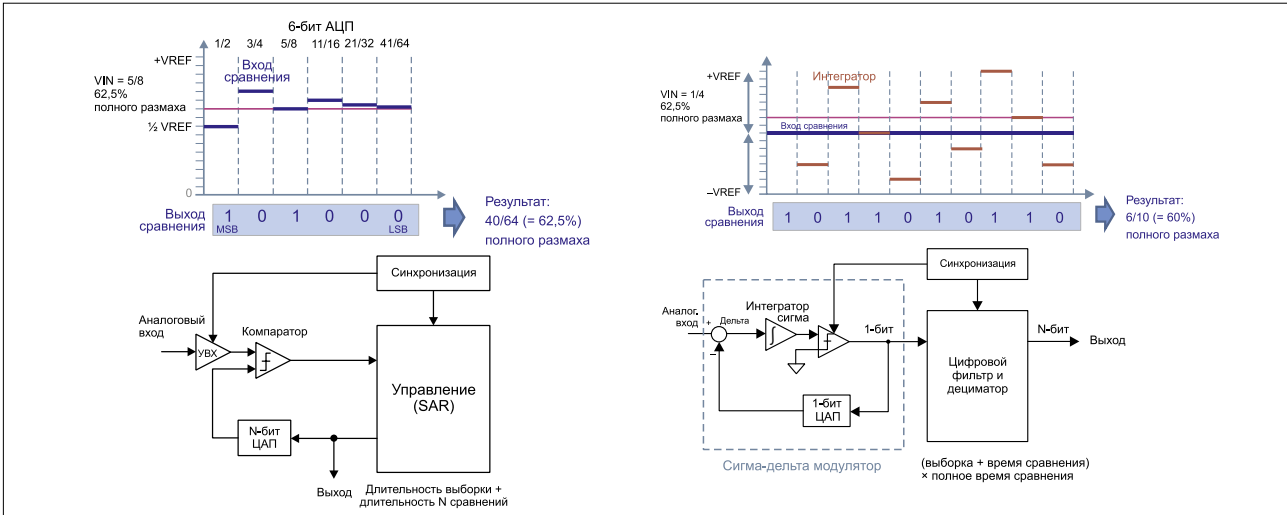 6-бит АЦП
1/2 3/4 5/8 11/16 21/32 41/64
+VREF
Вход
сравнения
VIN = 5/8
62,5%
полного размаха
½ VREF
0
Выход
сравнения
1 0 1 0 0 0
MSB LSB
Результат:
40/64 (= 62,5%)
полного размаха
Синхронизация
Аналоговый
вход
УВХ
Компаратор
Управление
(SAR)
N-бит
ЦАП
Выход
Длительность выборки +
длительность N сравнений
+VREF
Интегратор
VIN = 1/4
62,5%
полного размаха
Вход сравнения
–VREF
Выход
сравнения
1 0 1 1 0 1 0 1 1 0
Результат:
6/10 (= 60%)
полного размаха
Синхронизация
Аналог.
вход
+
–
Дельта
Интегратор
сигма
∫
1-бит
1-бит
ЦАП
Сигма-дельта модулятор
Цифровой
фильтр и
дециматор
N-бит
Выход
(выборка + время сравнения)
× полное время сравнения